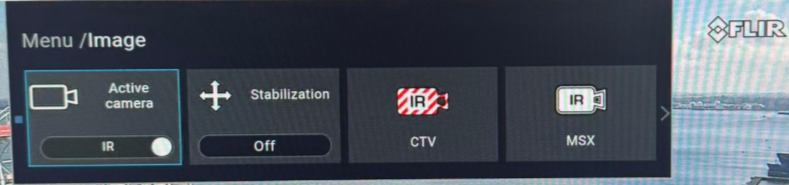 Menu /Image
FLIR
Active
camera
IR
Stabilization
Off
IR
CTV
IR
MSX